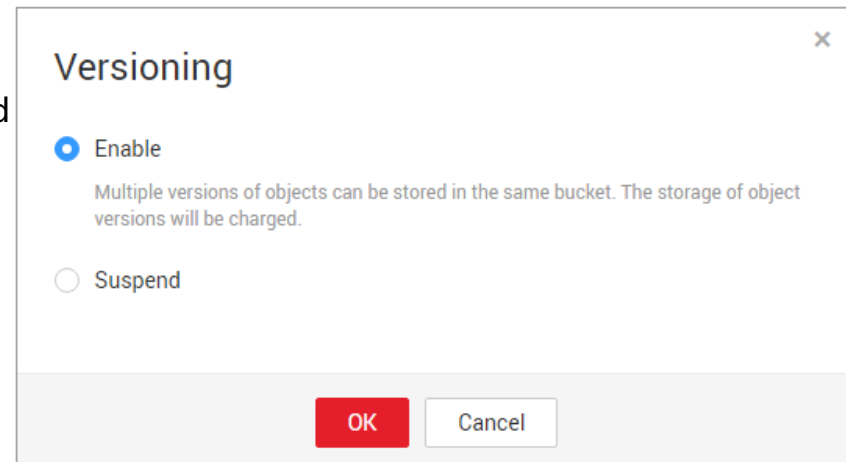 Versioning
Enable
Multiple versions of objects can be stored in the same bucket. The storage of object
versions will be charged.
Suspend
OK
Cancel